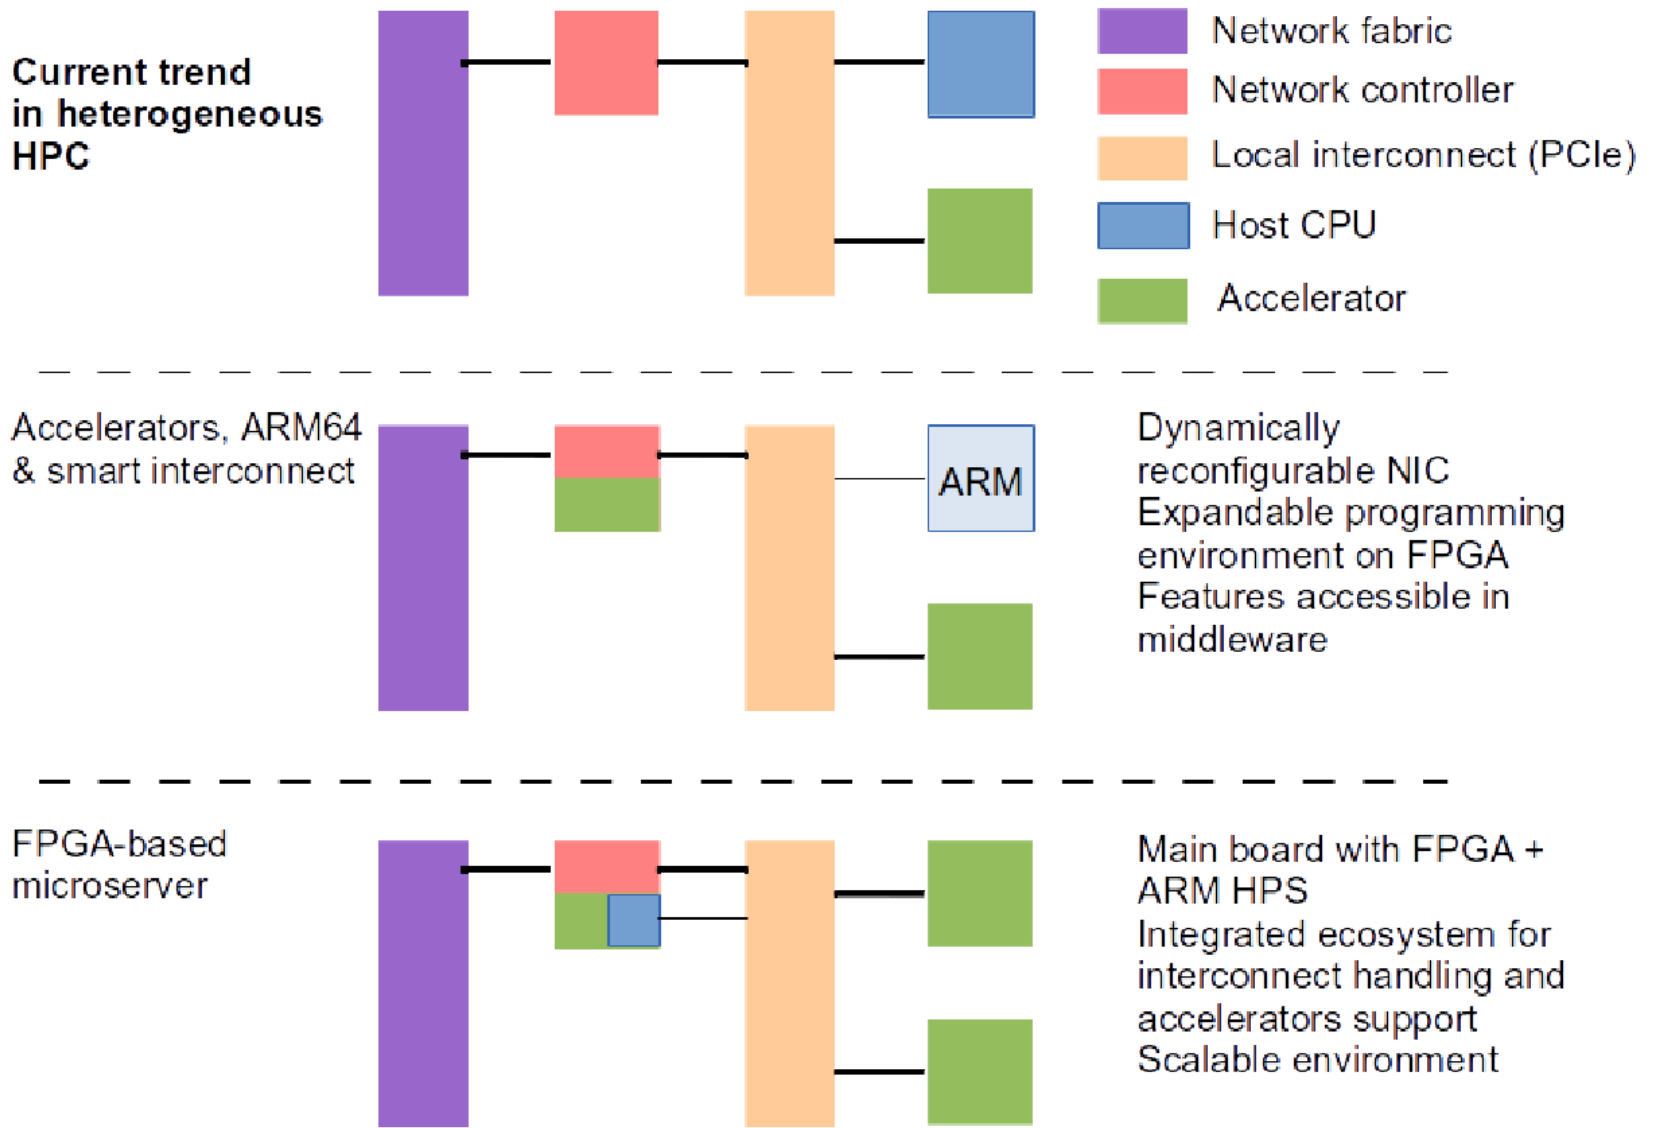 Current trend
in heterogeneous
HPC
Network fabric
Network controller
Local interconnect (PCIe)
Host CPU
Accelerator
Accelerators, ARM64
& smart interconnect
ARM
Dynamically
reconfigurable NIC
Expandable programming
environment on FPGA
Features accessible in
middleware
FPGA-based
microserver
Main board with FPGA +
ARM HPS
Integrated ecosystem for
interconnect handling and
accelerators support
Scalable environment